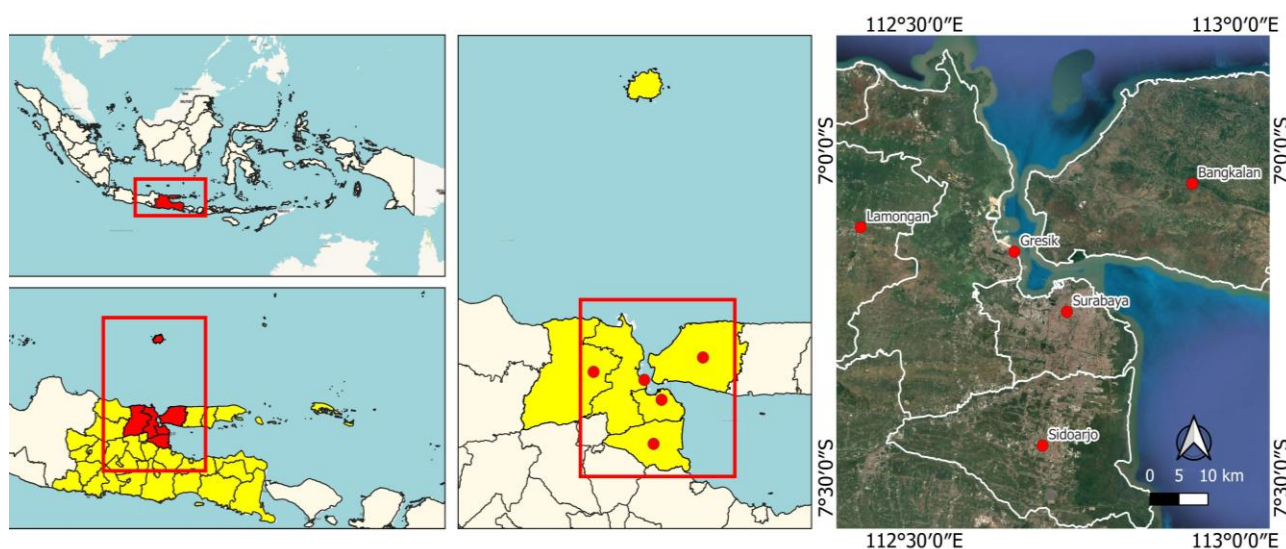 112°30′0″E 113°0′0″E
7°0′0″S 7°0′0″S
Bangkalan
Lamongan
Gresik
Surabaya
Sidoarjo
0 5 10 km
7°30′0″S 7°30′0″S
112°30′0″E 113°0′0″E